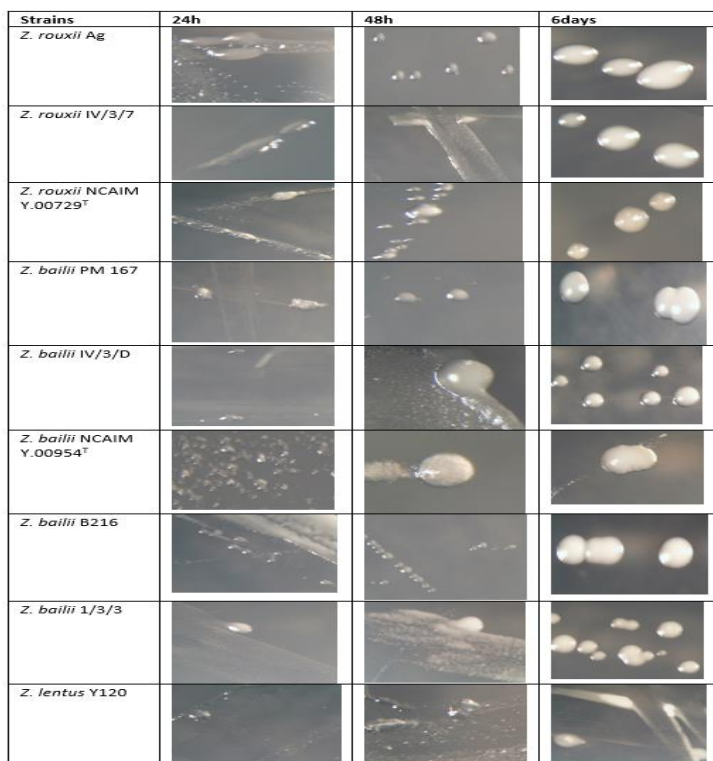 Strains 24h 48h 6days
Z. rouxii Ag
Z. rouxii IV/3/7
Z. rouxii NCAIM
Y.00729ᵀ
Z. bailii PM 167
Z. bailii IV/3/D
Z. bailii NCAIM
Y.00954ᵀ
Z. bailii B216
Z. bailii 1/3/3
Z. lentus Y120